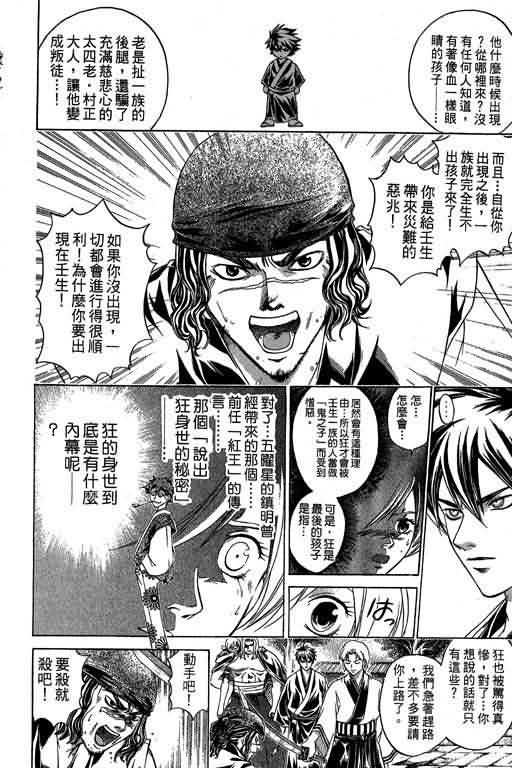 他什麼時候出現
？從哪裡來？沒
有任何人知道，
有著像血一樣眼
睛的孩子……
老是扯一族的
後腿，還騙了
充滿慈悲心的
太四老．村正
大人，讓他變
成叛徒…！
而且…自從你
出現之後，一
族就完全生不
出孩子來了！
你是給壬生
帶來災難的
惡兆！
如果你沒出現，一
切都會進行得很順
利！為什麼你要出
現在壬生！
…
怎…
怎麼會
居然會有這種理
由…所以狂才會被
壬生一族的人當做
「鬼之子」而受到
憎惡。
可是，狂是
最後的孩子
是指…
對了…五曜星的鎮明曾
經帶來的那個……
前任「紅王」的傳
言……
那個「說出
狂身世的秘密」
狂的身世到
底是有什麼
內幕呢——
？
はっ
狂也被罵得真
慘，對了…你
想說的話就只
有這些？
我們急著趕路
，差不多要請
你上路了。
動手吧！
要殺就
殺吧！